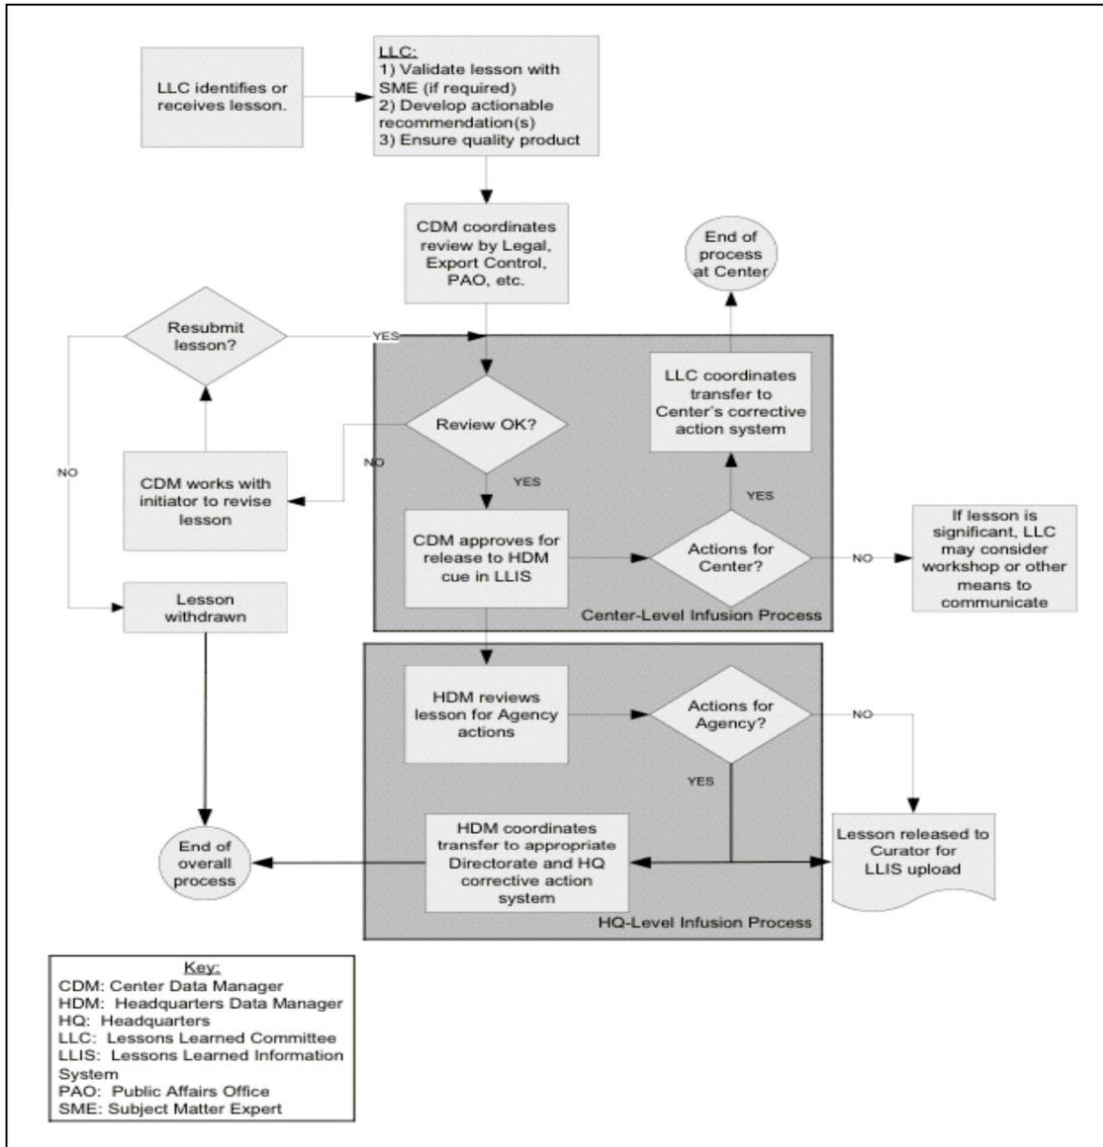 LLC identifies or
receives lesson.
LLC:
1) Validate lesson with
SME (if required)
2) Develop actionable
recommendation(s)
3) Ensure quality product
CDM coordinates
review by Legal,
Export Control,
PAO, etc.
End of
process
at Center
Resubmit
lesson?
YES
LLC coordinates
transfer to
Center's corrective
action system
Review OK?
NO
NO
CDM works with
initiator to revise
lesson
YES
YES
CDM approves for
release to HDM
cue in LLIS
Actions for
Center?
NO
If lesson is
significant, LLC
may consider
workshop or other
means to
communicate
Lesson
withdrawn
Center-Level Infusion Process
HDM reviews
lesson for Agency
actions
Actions for
Agency?
NO
YES
End of
overall
process
HDM coordinates
transfer to appropriate
Directorate and HQ
corrective action
system
Lesson released to
Curator for
LLIS upload
HQ-Level Infusion Process
Key:
CDM: Center Data Manager
HDM: Headquarters Data Manager
HQ: Headquarters
LLC: Lessons Learned Committee
LLIS: Lessons Learned Information
System
PAO: Public Affairs Office
SME: Subject Matter Expert